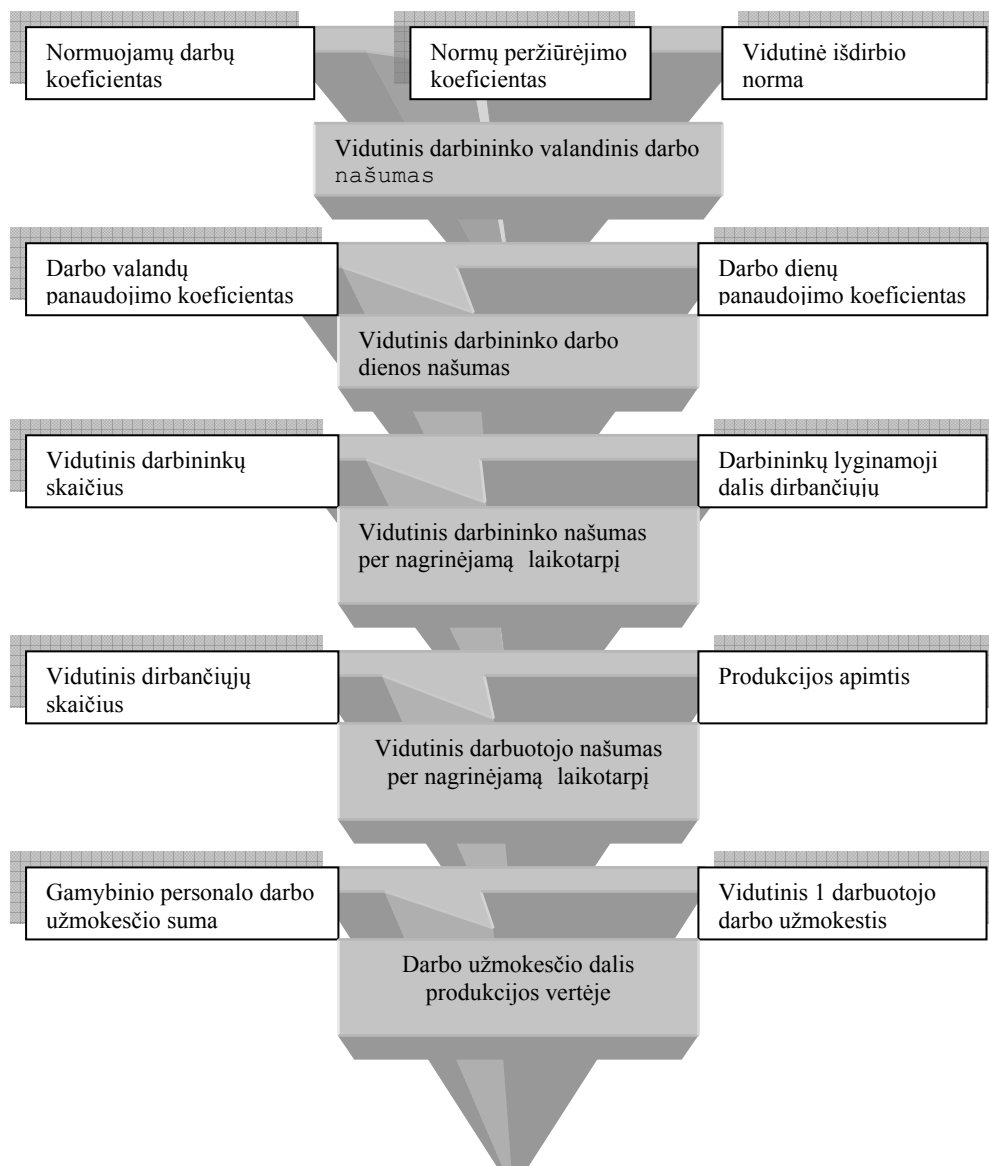 Normuojamų darbų
koeficientas
Normų peržiūrėjimo
koeficientas
Vidutinė išdirbio
norma
Vidutinis darbininko valandinis darbo
našumas
Darbo valandų
panaudojimo koeficientas
Darbo dienų
panaudojimo koeficientas
Vidutinis darbininko darbo
dienos našumas
Vidutinis darbininkų
skaičius
Darbininkų lyginamoji
dalis dirbančiųjų
Vidutinis darbininko našumas
per nagrinėjamą laikotarpį
Vidutinis dirbančiųjų
skaičius
Produkcijos apimtis
Vidutinis darbuotojo našumas
per nagrinėjamą laikotarpį
Gamybinio personalo darbo
užmokesčio suma
Vidutinis 1 darbuotojo
darbo užmokestis
Darbo užmokesčio dalis
produkcijos vertėje